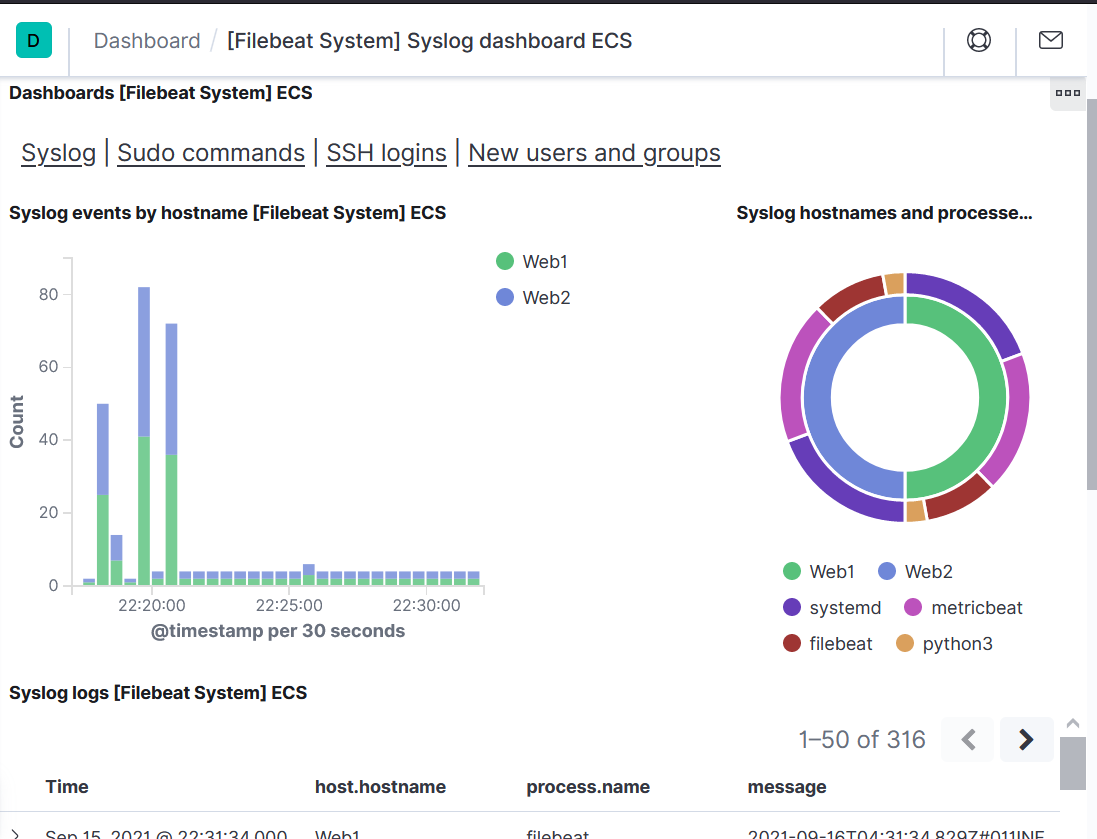 D Dashboard / [Filebeat System] Syslog dashboard ECS
Dashboards [Filebeat System] ECS
Syslog | Sudo commands | SSH logins | New users and groups
Syslog events by hostname [Filebeat System] ECS
Syslog hostnames and processe...
Web1
Web2
80
60
40
20
0
Count
22:20:00 22:25:00 22:30:00
@timestamp per 30 seconds
Web1 Web2
systemd metricbeat
filebeat python3
Syslog logs [Filebeat System] ECS
1–50 of 316
Time host.hostname process.name message
Sep 15, 2021 @ 22:31:34.000 Web1 filebeat 2021-09-16T04:31:34.829Z#011INF